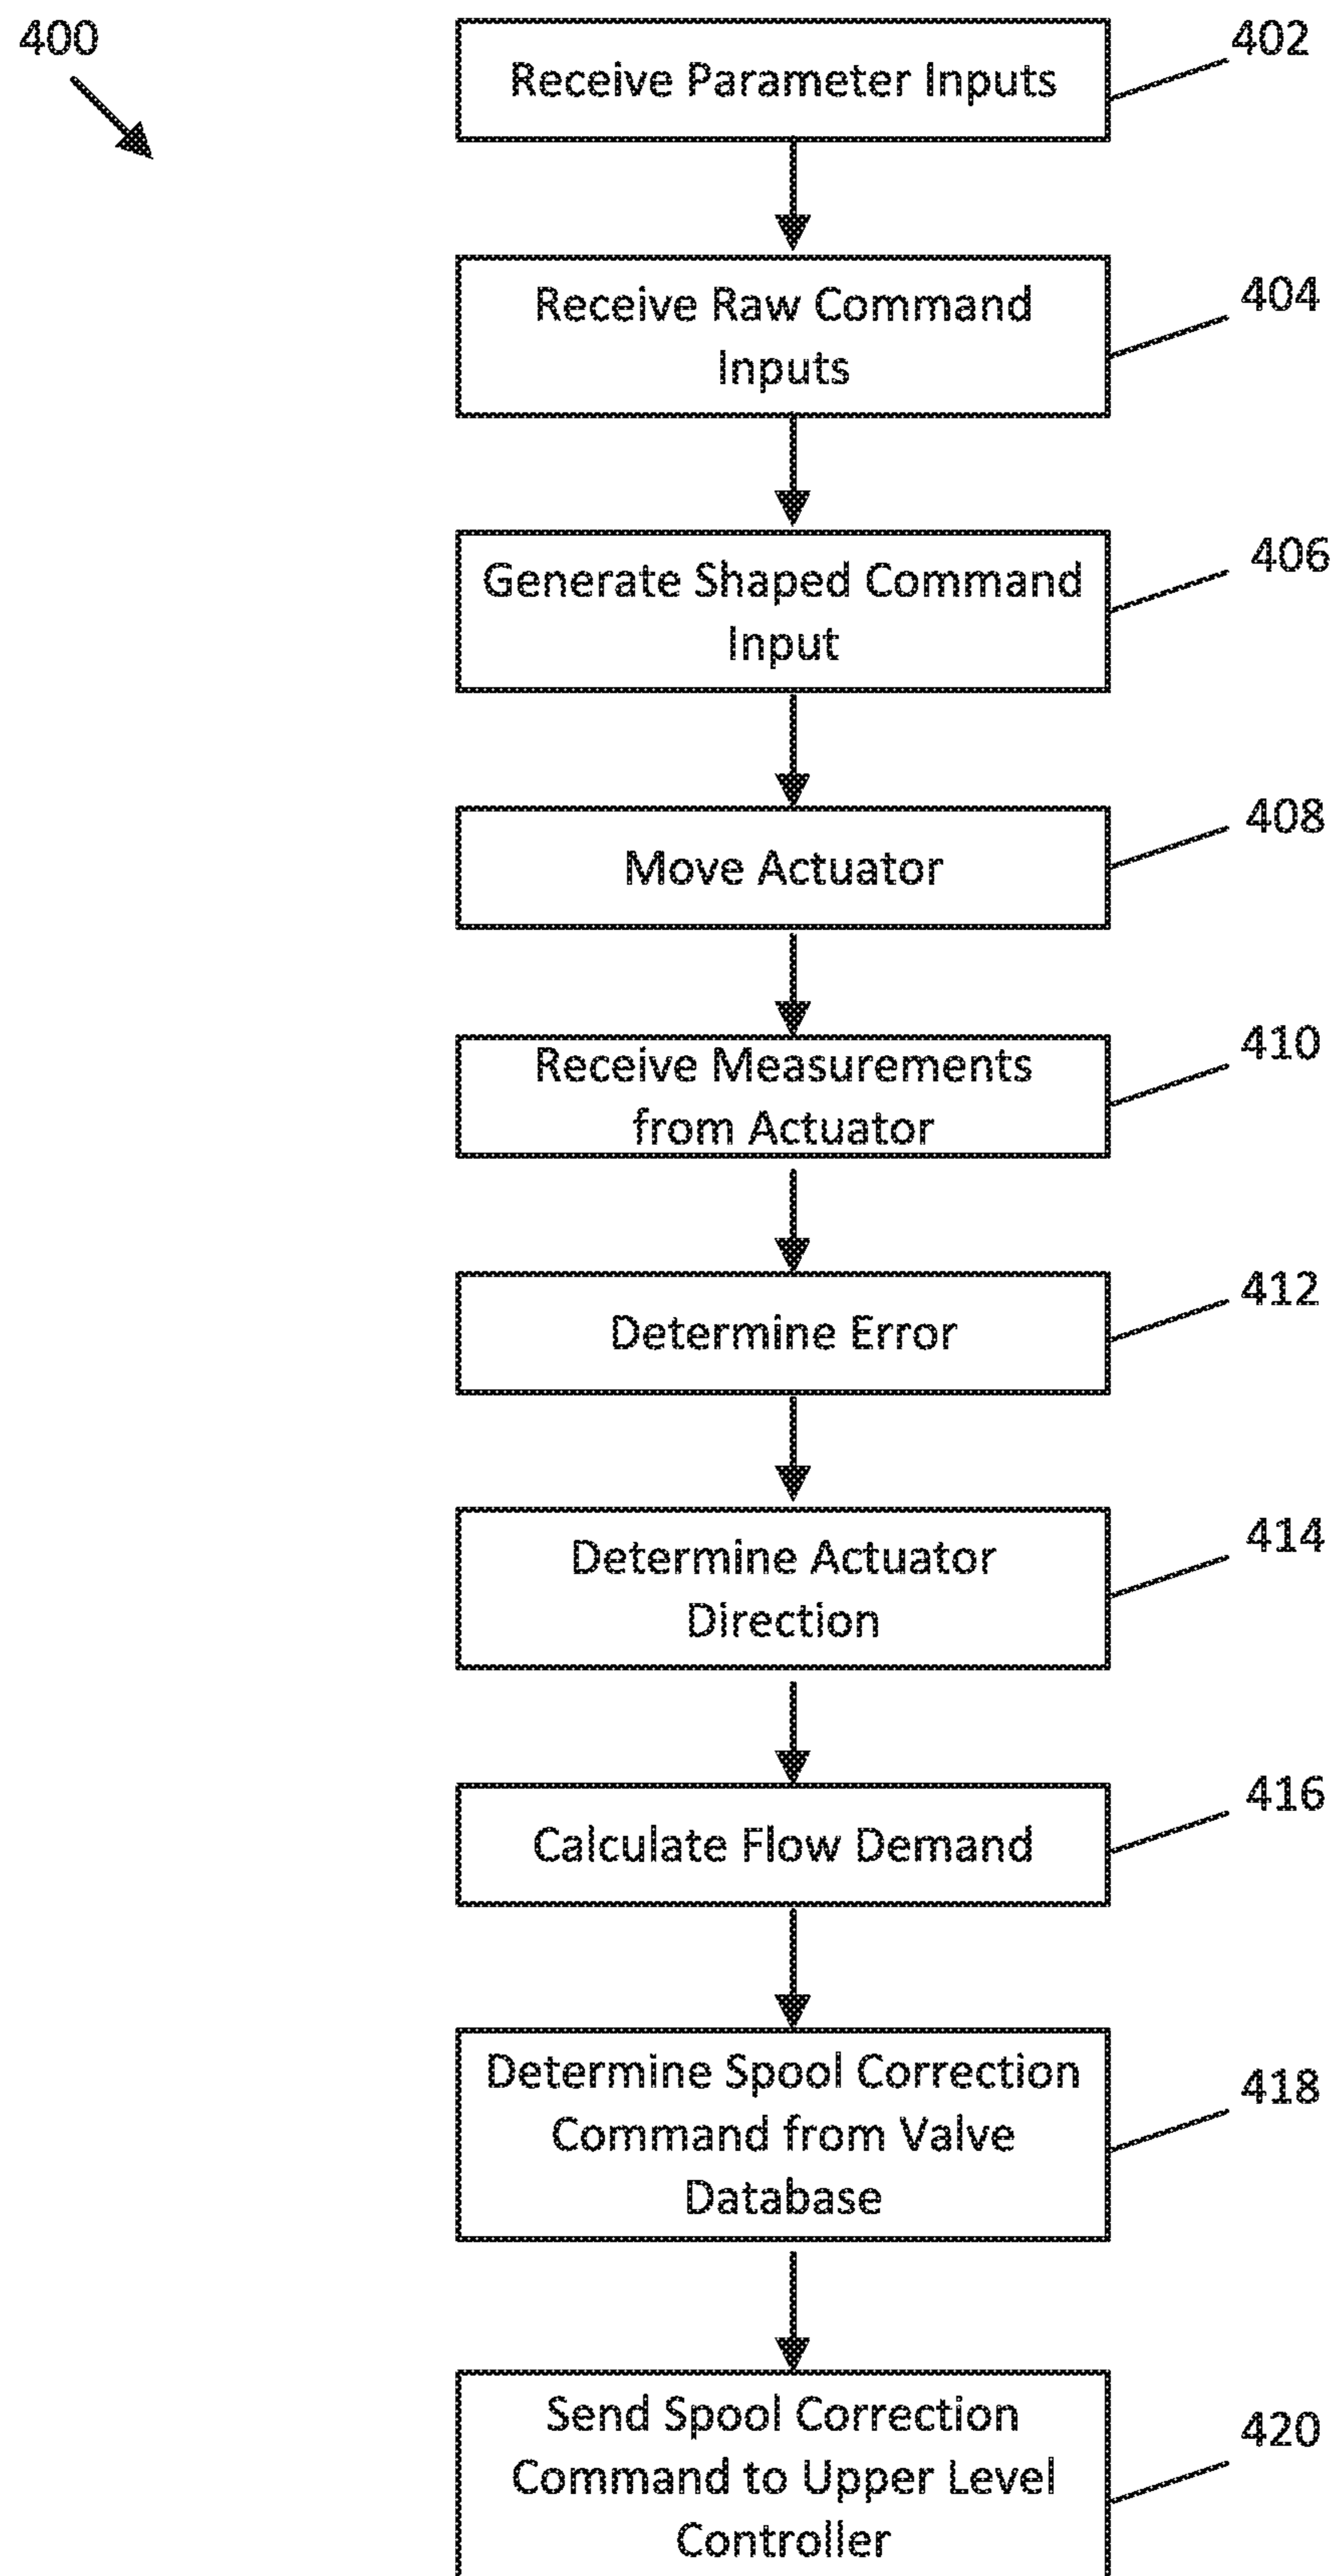 400
Receive Parameter Inputs
402
Receive Raw Command
Inputs
404
Generate Shaped Command
Input
406
Move Actuator
408
Receive Measurements
from Actuator
410
Determine Error
412
Determine Actuator
Direction
414
Calculate Flow Demand
416
Determine Spool Correction
Command from Valve
Database
418
Send Spool Correction
Command to Upper Level
Controller
420